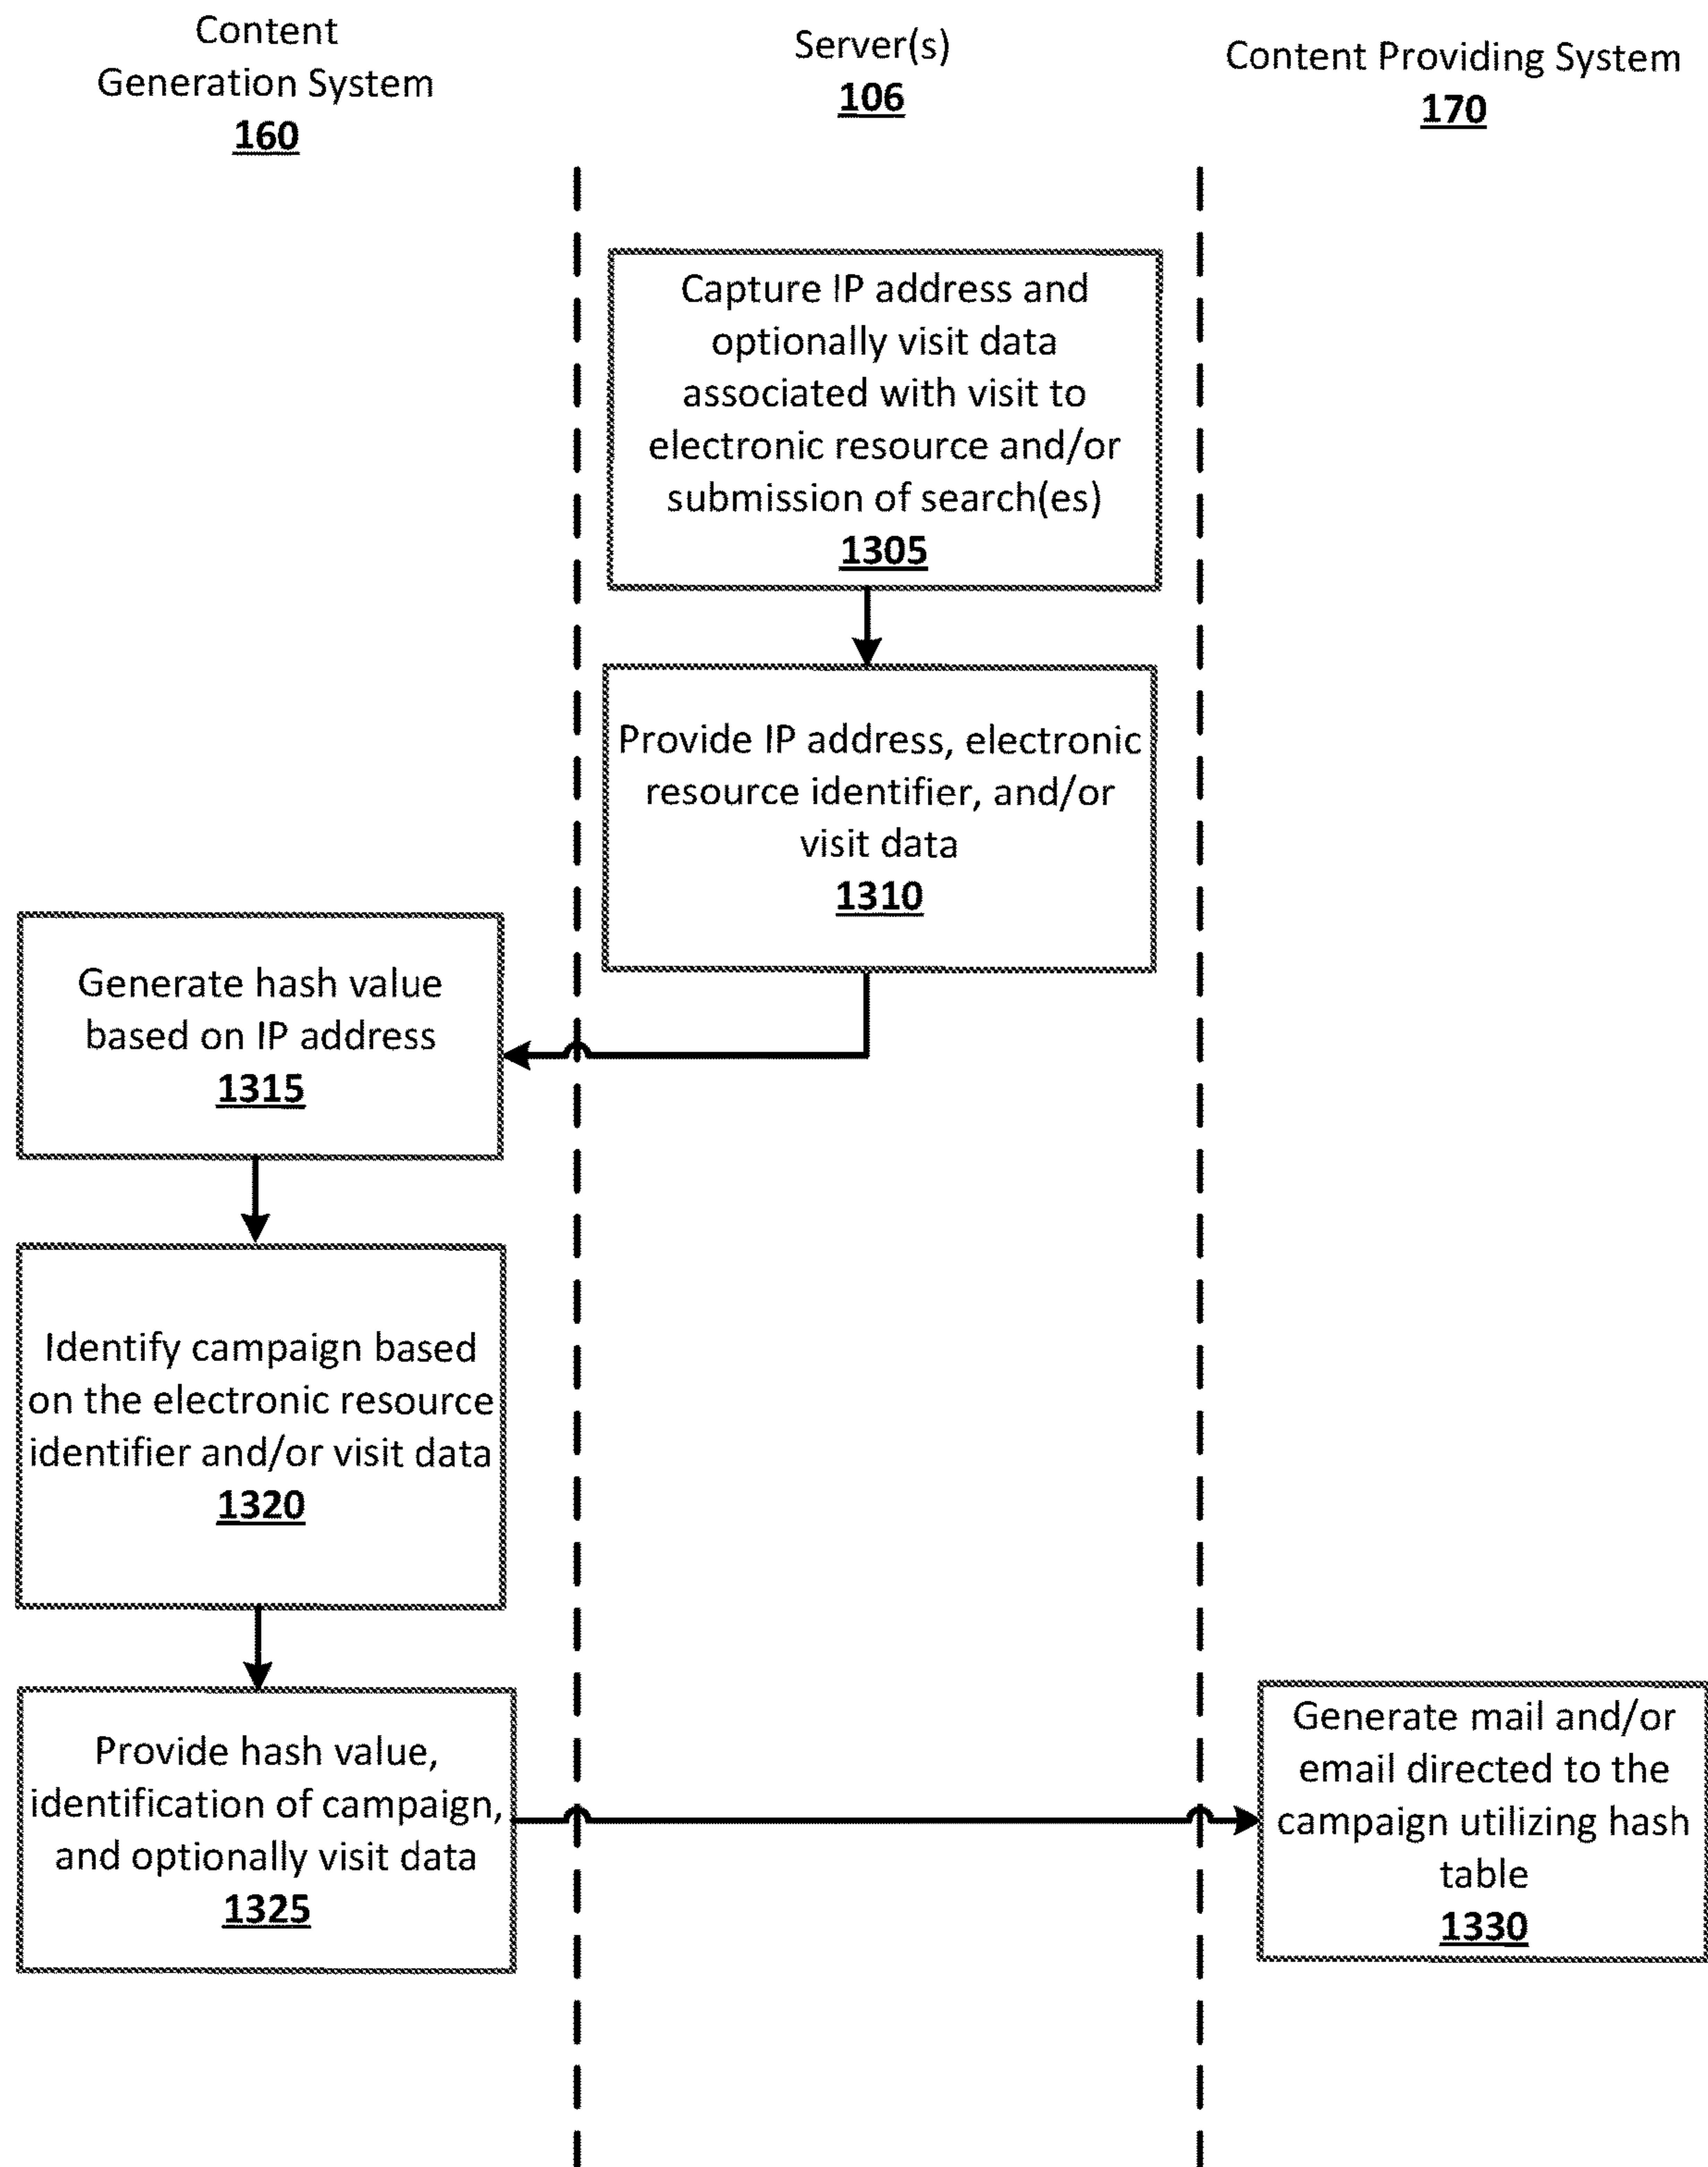 Content
Generation System
160
Server(s)
106
Content Providing System
170
Capture IP address and
optionally visit data
associated with visit to
electronic resource and/or
submission of search(es)
1305
Provide IP address, electronic
resource identifier, and/or
visit data
1310
Generate hash value
based on IP address
1315
Identify campaign based
on the electronic resource
identifier and/or visit data
1320
Provide hash value,
identification of campaign,
and optionally visit data
1325
Generate mail and/or
email directed to the
campaign utilizing hash
table
1330